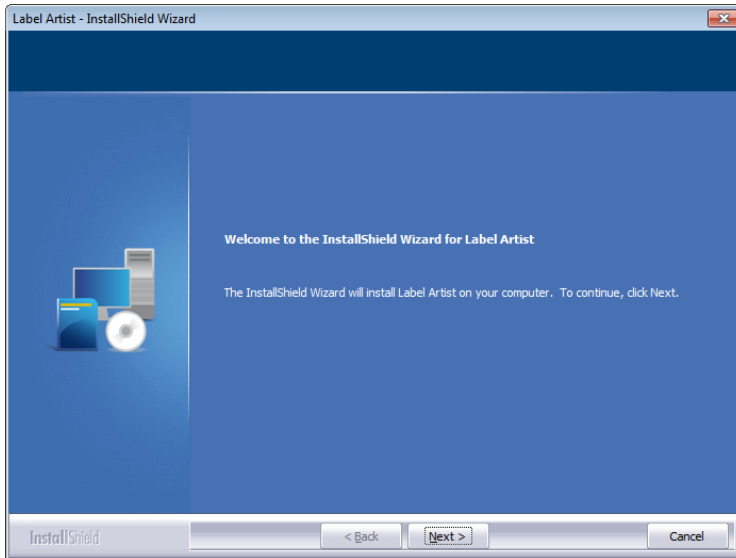 Label Artist - InstallShield Wizard
Welcome to the InstallShield Wizard for Label Artist
The InstallShield Wizard will install Label Artist on your computer. To continue, click Next.
InstallShield
< Back
Next >
Cancel